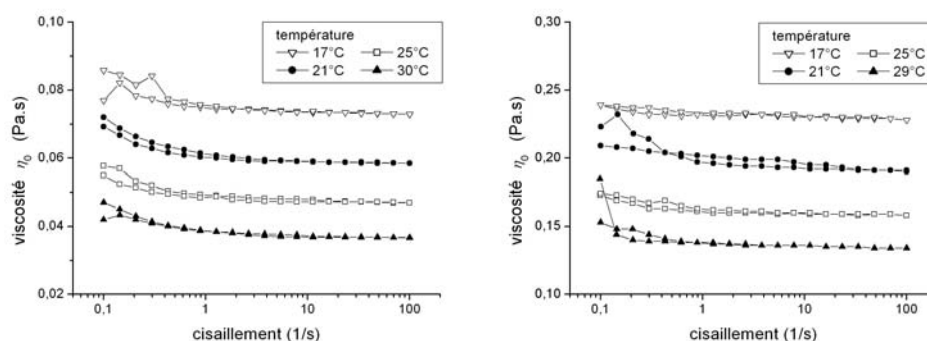 0,10
0,08
0,06
0,04
0,02
viscosité η₀ (Pa.s)
température
17°C 25°C
21°C 30°C
0,1 1 10 100
cisaillement (1/s)
0,30
0,25
0,20
0,15
0,10
viscosité η₀ (Pa.s)
température
17°C 25°C
21°C 29°C
0,1 1 10 100
cisaillement (1/s)